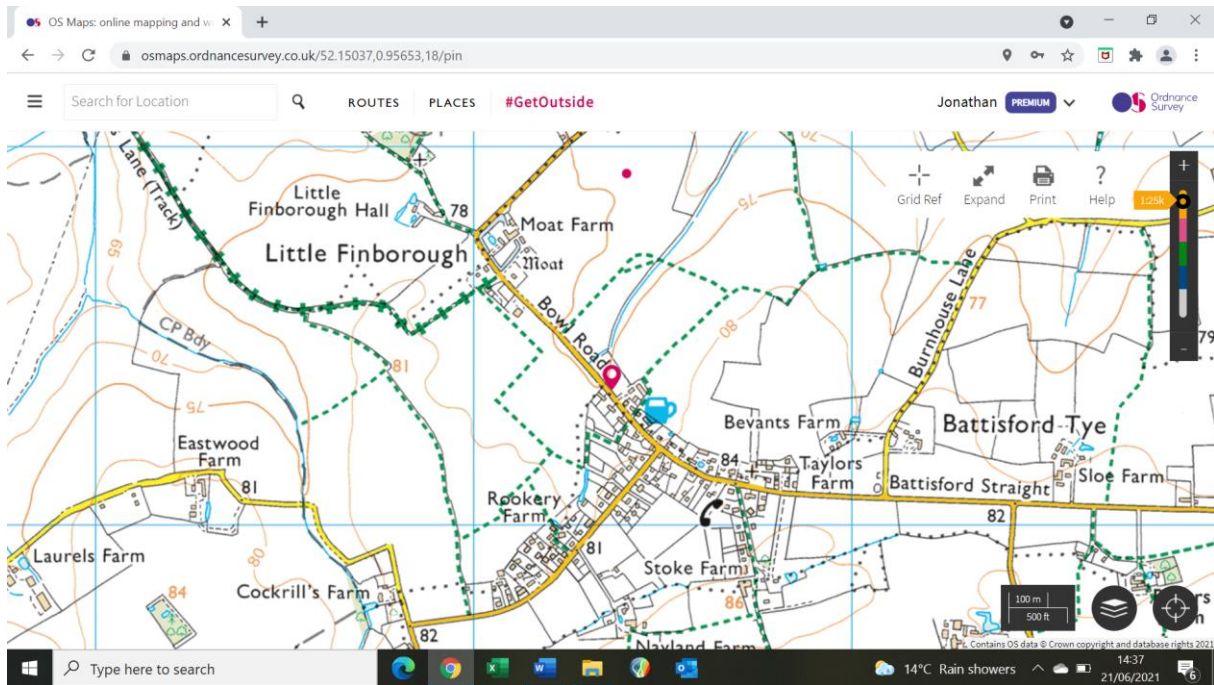 OS Maps: online mapping and w
osmaps.ordnancesurvey.co.uk/52.15037,0.95653,18/pin
Search for Location
ROUTES
PLACES
#GetOutside
Jonathan
PREMIUM
Ordnance
Survey
Grid Ref
Expand
Print
Help
1:25k
Lane (Track)
Little
Finborough Hall
78
Moat Farm
Little Finborough
Moat
75
70
75
65
Bowl Road
80
Burnhouse Lane
77
79
CP Bdy
70
75
81
Bevants Farm
Battisford Tye
Eastwood
Farm
81
84
Taylors
Farm
Battisford Straight
Sloe Farm
82
Rookery
Farm
81
Laurels Farm
80
84
Cockrill's Farm
82
Stoke Farm
86
Nayland Farm
100 m
500 ft
Contains OS data © Crown copyright and database rights 2021
Type here to search
14°C Rain showers
14:37
21/06/2021
6